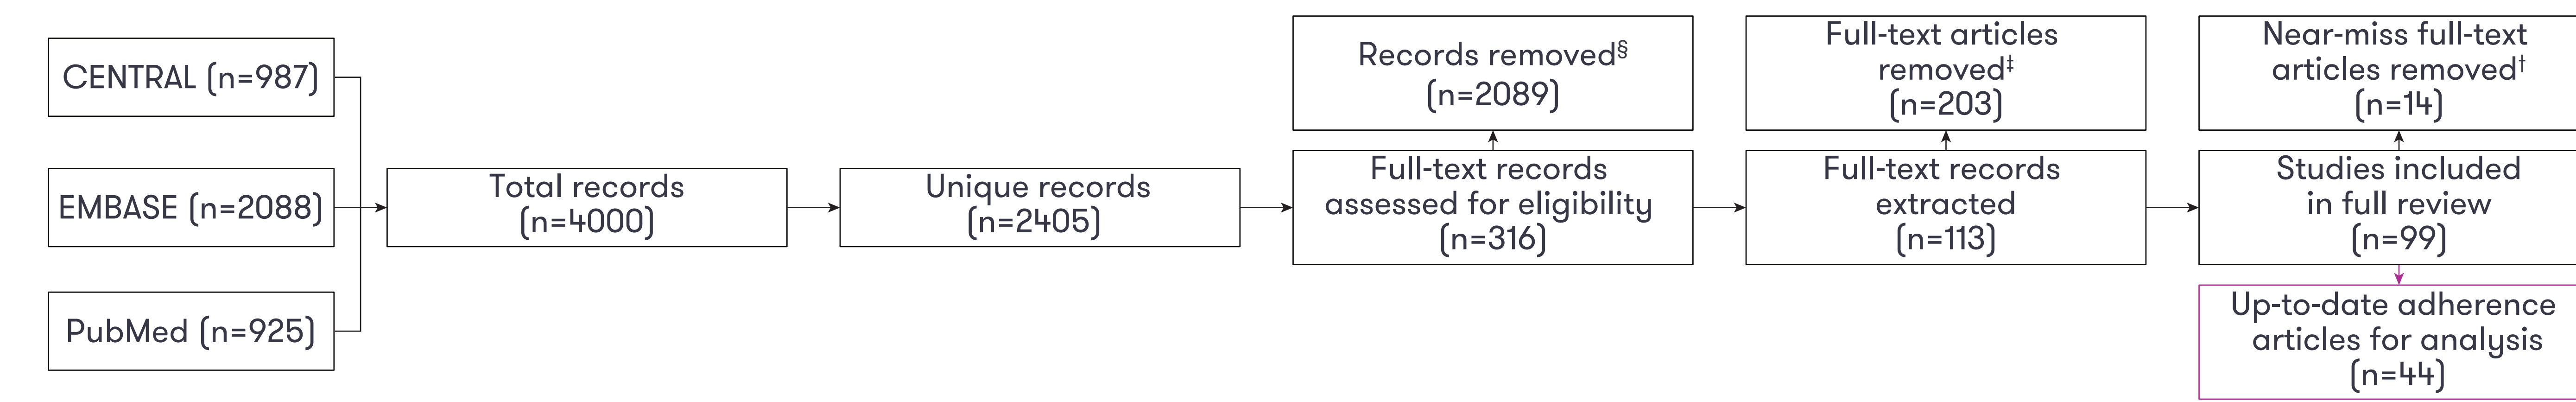 CENTRAL (n=987)
EMBASE (n=2088)
PubMed (n=925)
Total records
(n=4000)
Unique records
(n=2405)
Records removed§
(n=2089)
Full-text records
assessed for eligibility
(n=316)
Full-text articles
removed‡
(n=203)
Full-text records
extracted
(n=113)
Near-miss full-text
articles removed†
(n=14)
Studies included
in full review
(n=99)
Up-to-date adherence
articles for analysis
(n=44)